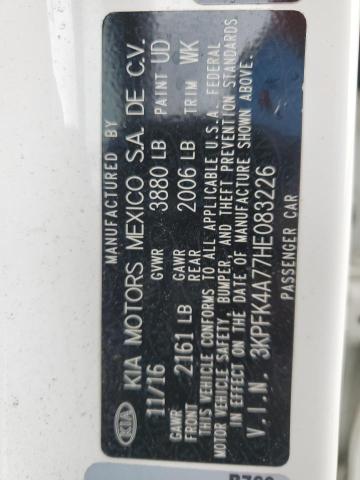 MANUFACTURED BY
KIA KIA MOTORS MEXICO S.A. DE C.V.
11/16 GVWR 3880 LB PAINT UD
GAWR FRONT 2161 LB GAWR REAR 2006 LB TRIM WK
THIS VEHICLE CONFORMS TO ALL APPLICABLE U.S.A. FEDERAL
MOTOR VEHICLE SAFETY, BUMPER, AND THEFT PREVENTION STANDARDS
IN EFFECT ON THE DATE OF MANUFACTURE SHOWN ABOVE.
V.I.N. 3KPFK4A77HE083226
PASSENGER CAR